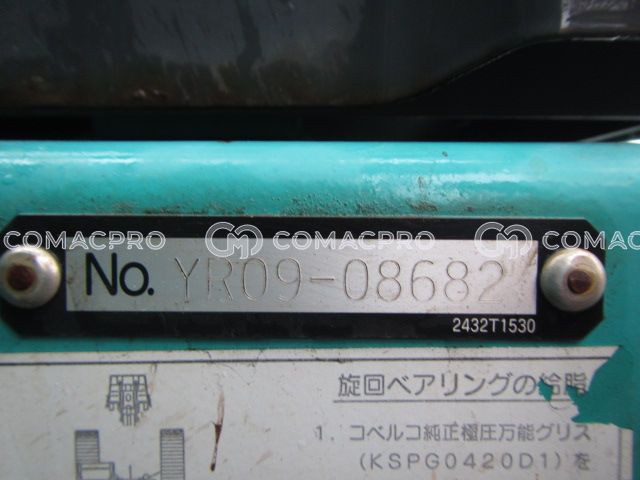 COMACPRO COMACPRO COMACPRO
No. YR09-08682
2432T1530
旋回ベアリングの給脂
1. コベルコ純正極圧万能グリス
(KSPG0420D1)を